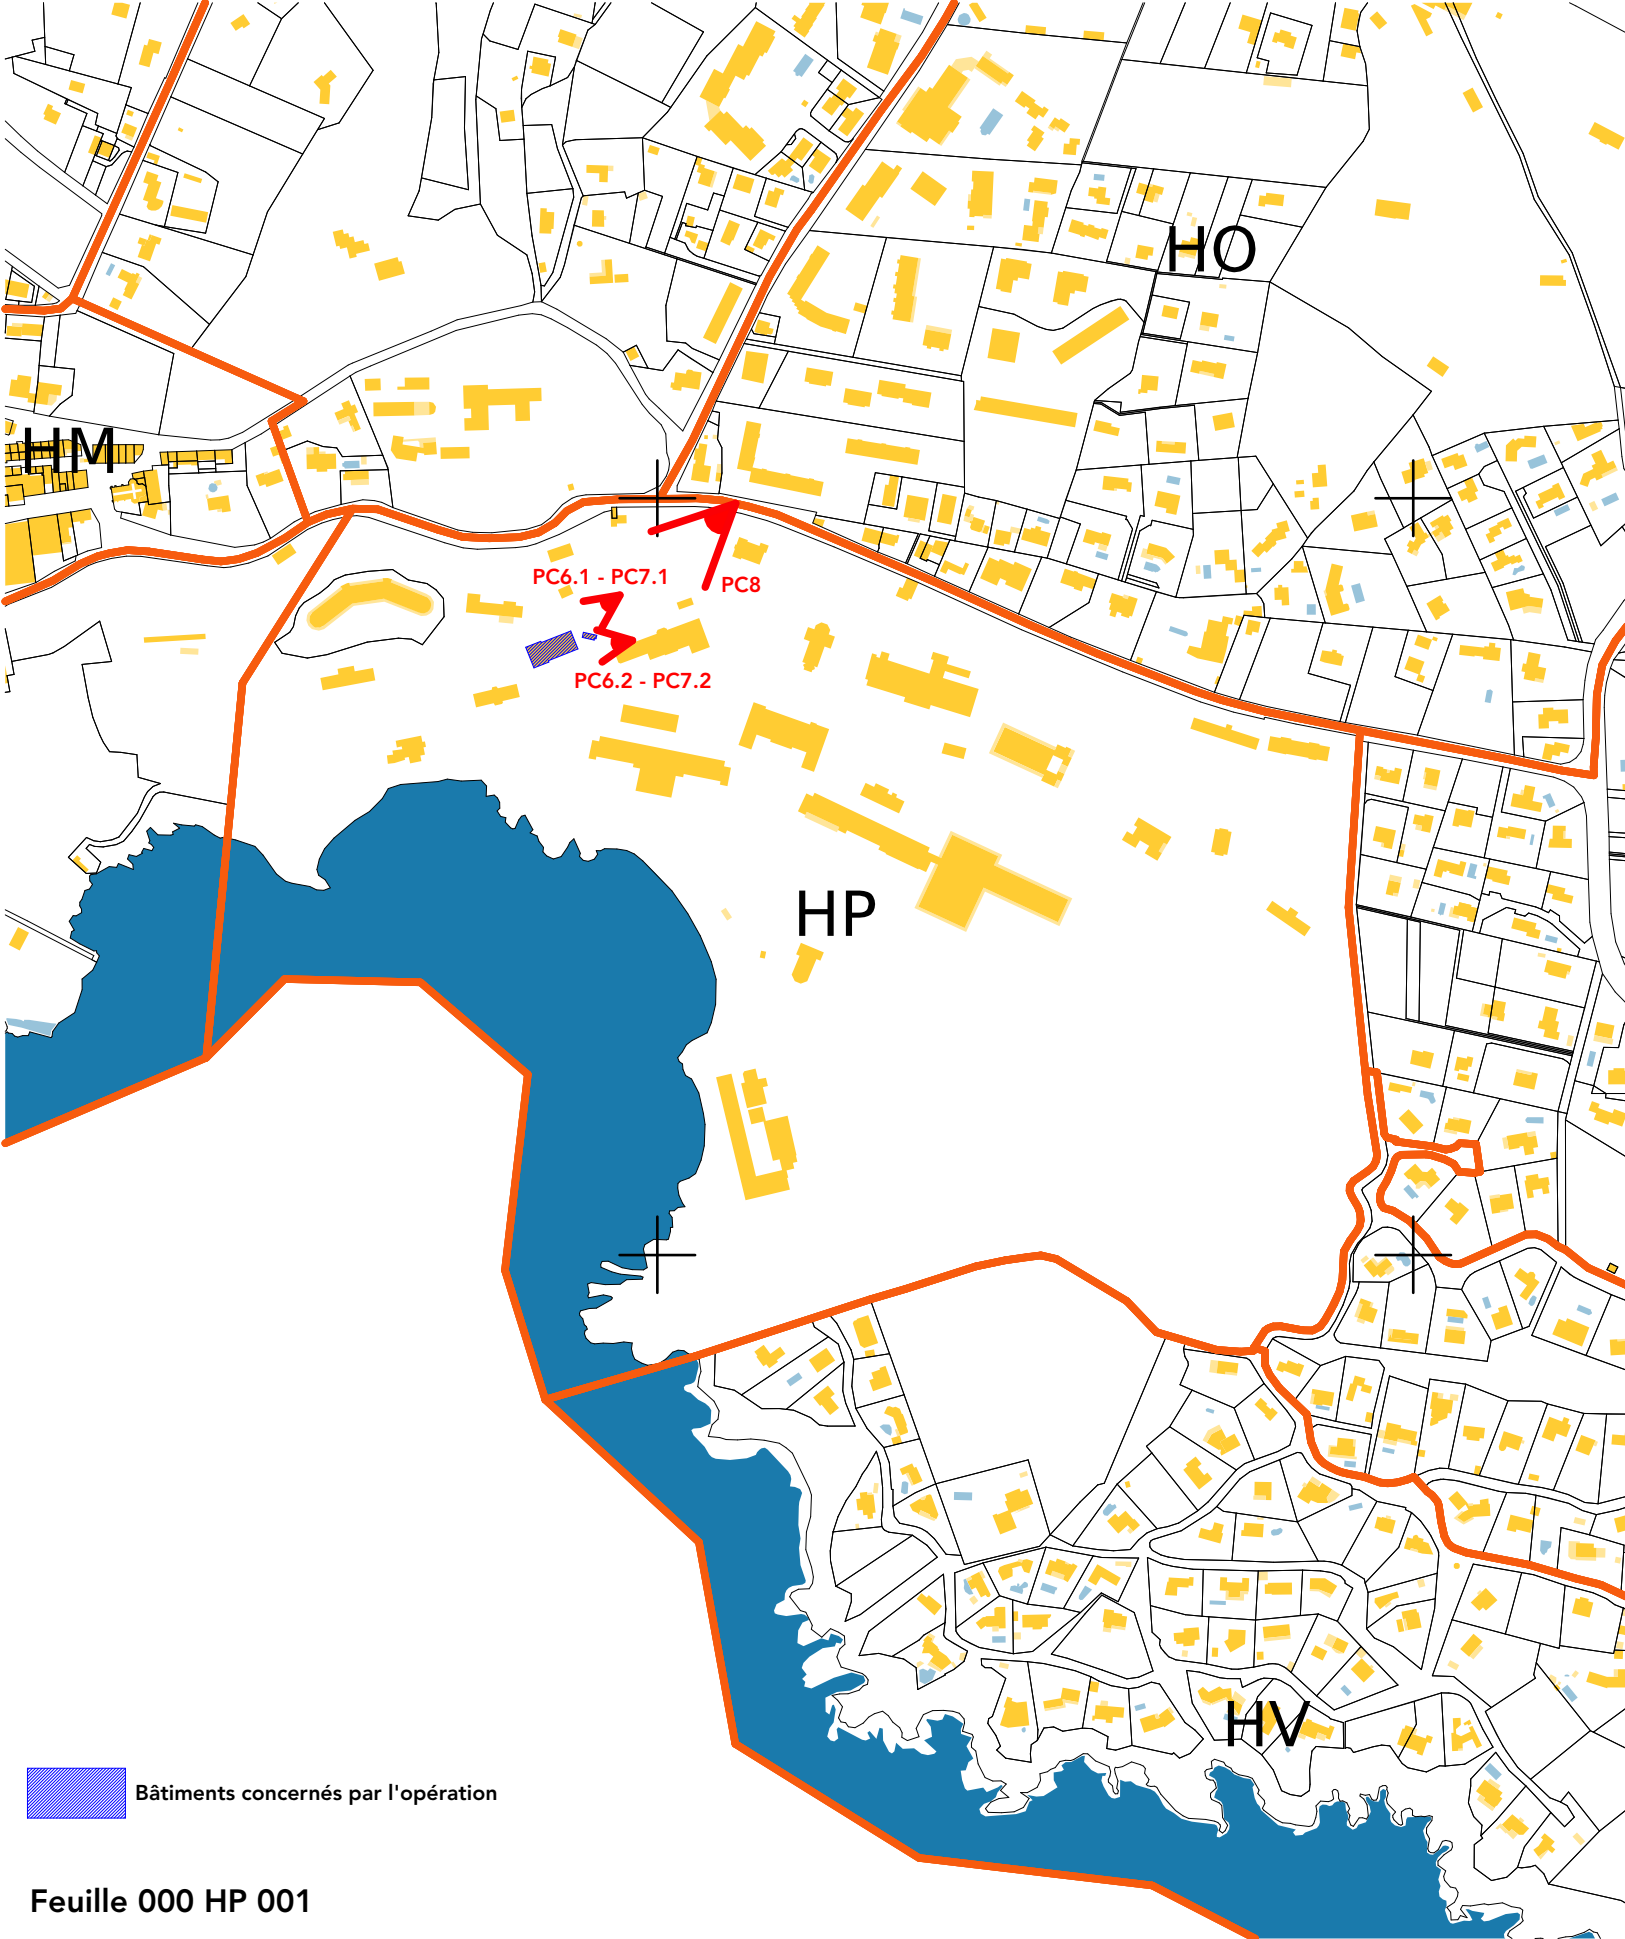 HO
HM
PC6.1 - PC7.1
PC8
PC6.2 - PC7.2
HP
HV
Bâtiments concernés par l'opération
Feuille 000 HP 001